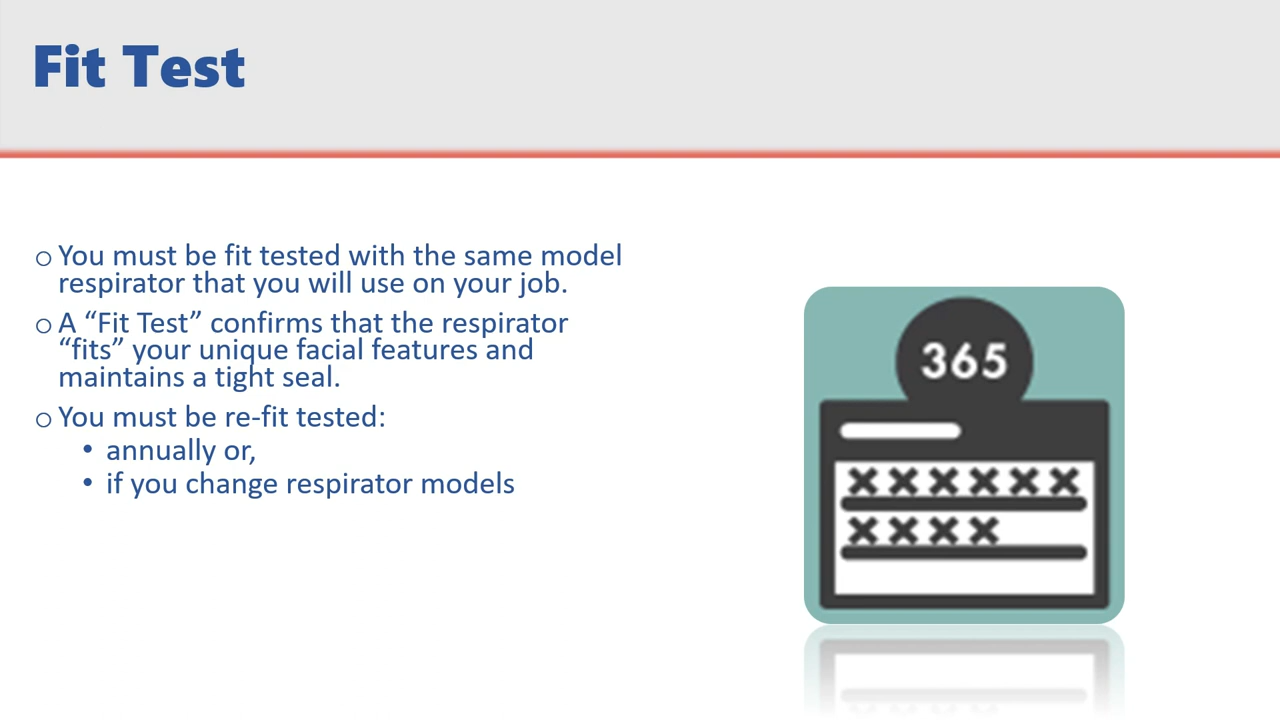 Fit Test
o You must be fit tested with the same model
respirator that you will use on your job.
o A “Fit Test” confirms that the respirator
“fits” your unique facial features and
maintains a tight seal.
o You must be re-fit tested:
• annually or,
• if you change respirator models
365